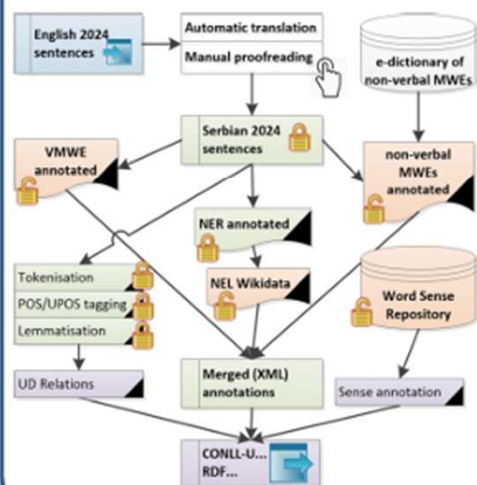 English 2024
sentences
Automatic translation
Manual proofreading
e-dictionary of
non-verbal MWEs
Serbian 2024
sentences
VMWE
annotated
non-verbal
MWEs
annotated
NER annotated
NEL Wikidata
Tokenisation
POS/UPOS tagging
Lemmatisation
Word Sense
Repository
UD Relations
Merged (XML)
annotations
Sense annotation
CONLL-U...
RDF...